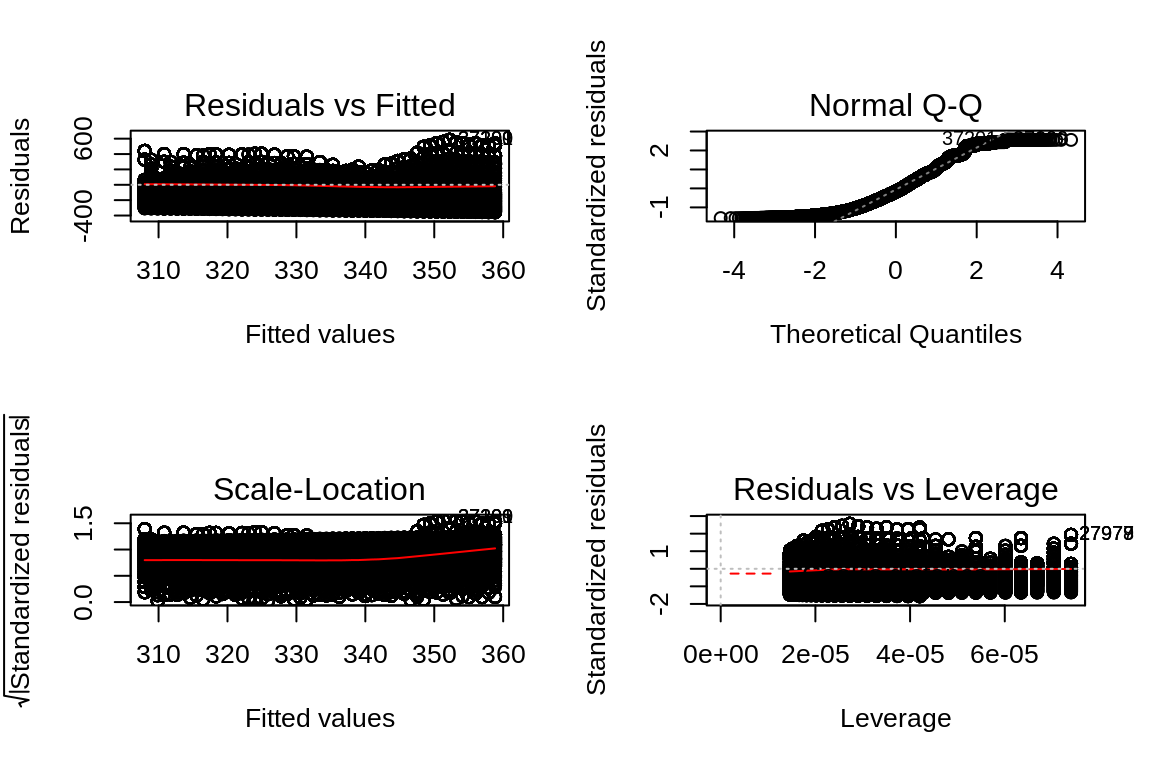 Residuals vs Fitted
Residuals
600
-400
310 320 330 340 350 360
Fitted values
Normal Q-Q
Standardized residuals
2
-1
-4 -2 0 2 4
Theoretical Quantiles
Scale-Location
√|Standardized residuals|
1.5
0.0
310 320 330 340 350 360
Fitted values
Residuals vs Leverage
Standardized residuals
1
-2
0e+00 2e-05 4e-05 6e-05
Leverage